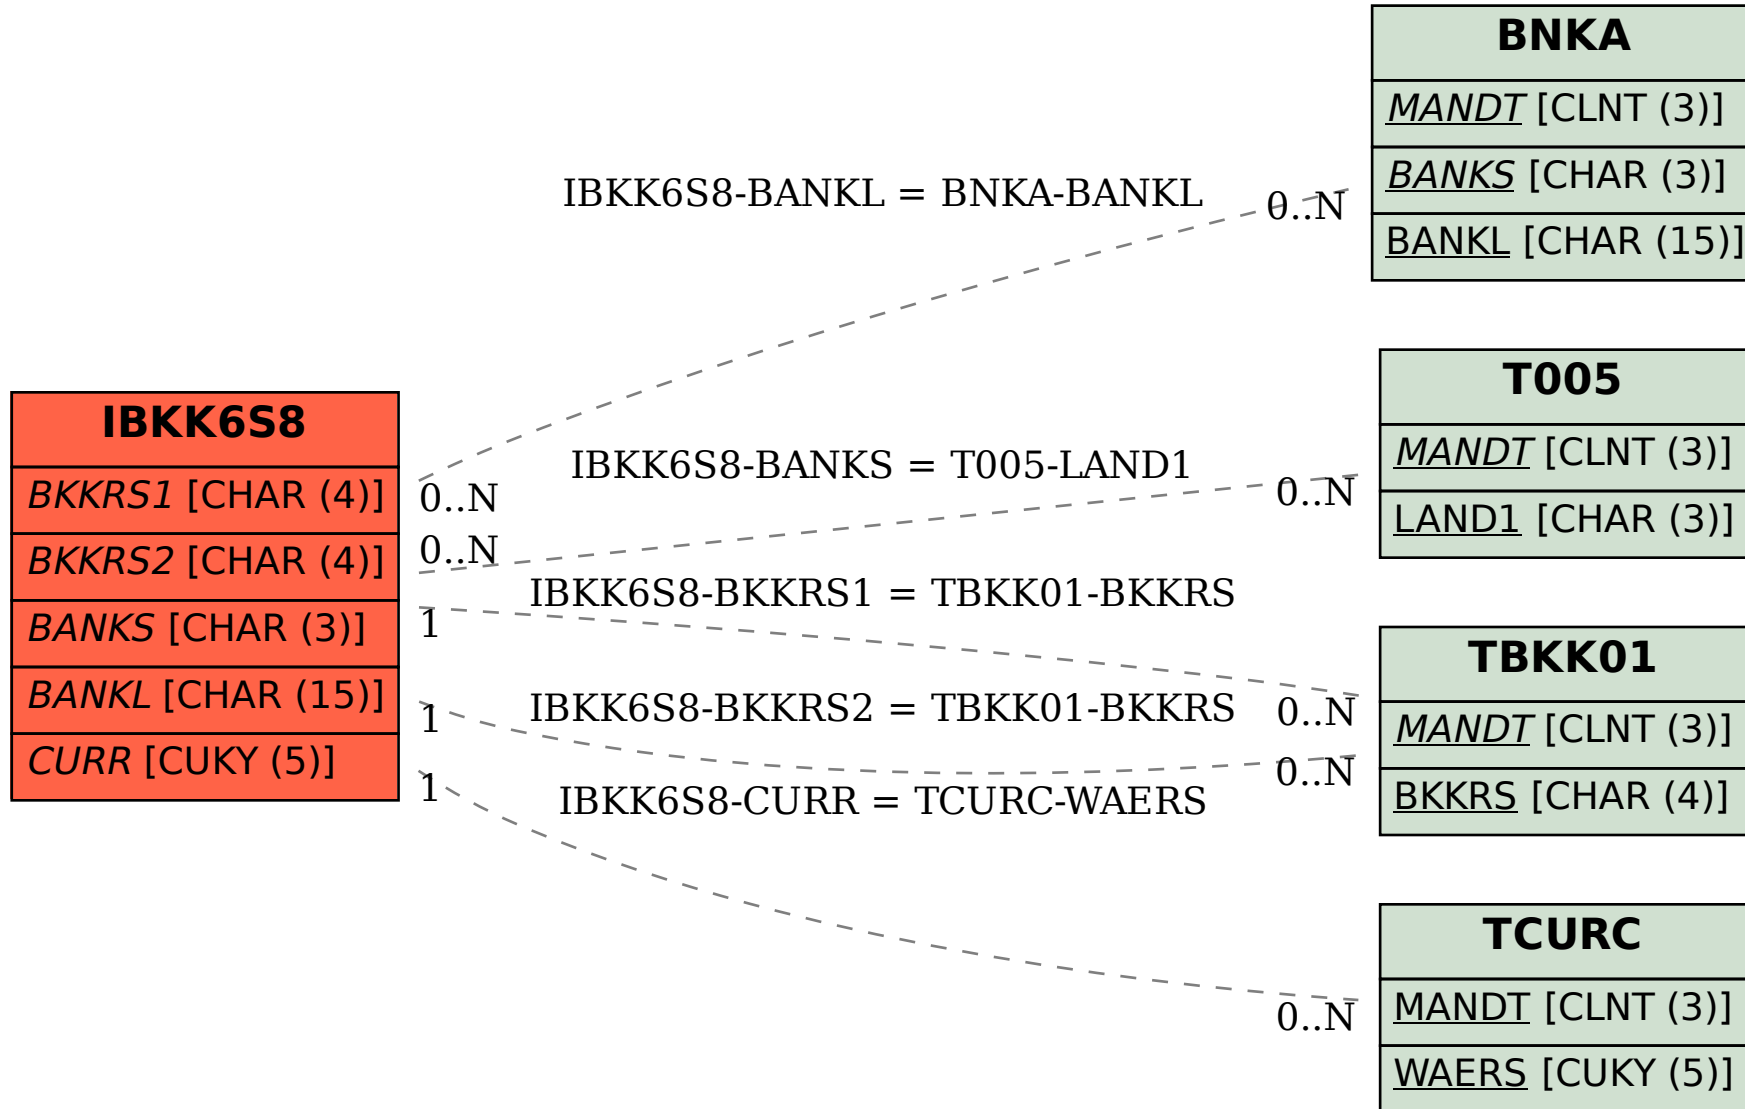 BNKA
MANDT [CLNT (3)]
BANKS [CHAR (3)]
BANKL [CHAR (15)]
IBKK6S8-BANKL = BNKA-BANKL
0..N
T005
MANDT [CLNT (3)]
LAND1 [CHAR (3)]
IBKK6S8
BKKRS1 [CHAR (4)]
BKKRS2 [CHAR (4)]
BANKS [CHAR (3)]
BANKL [CHAR (15)]
CURR [CUKY (5)]
0..N
IBKK6S8-BANKS = T005-LAND1
0..N
0..N
IBKK6S8-BKKRS1 = TBKK01-BKKRS
1
0..N
IBKK6S8-BKKRS2 = TBKK01-BKKRS
1
0..N
TBKK01
MANDT [CLNT (3)]
BKKRS [CHAR (4)]
IBKK6S8-CURR = TCURC-WAERS
1
0..N
TCURC
MANDT [CLNT (3)]
WAERS [CUKY (5)]